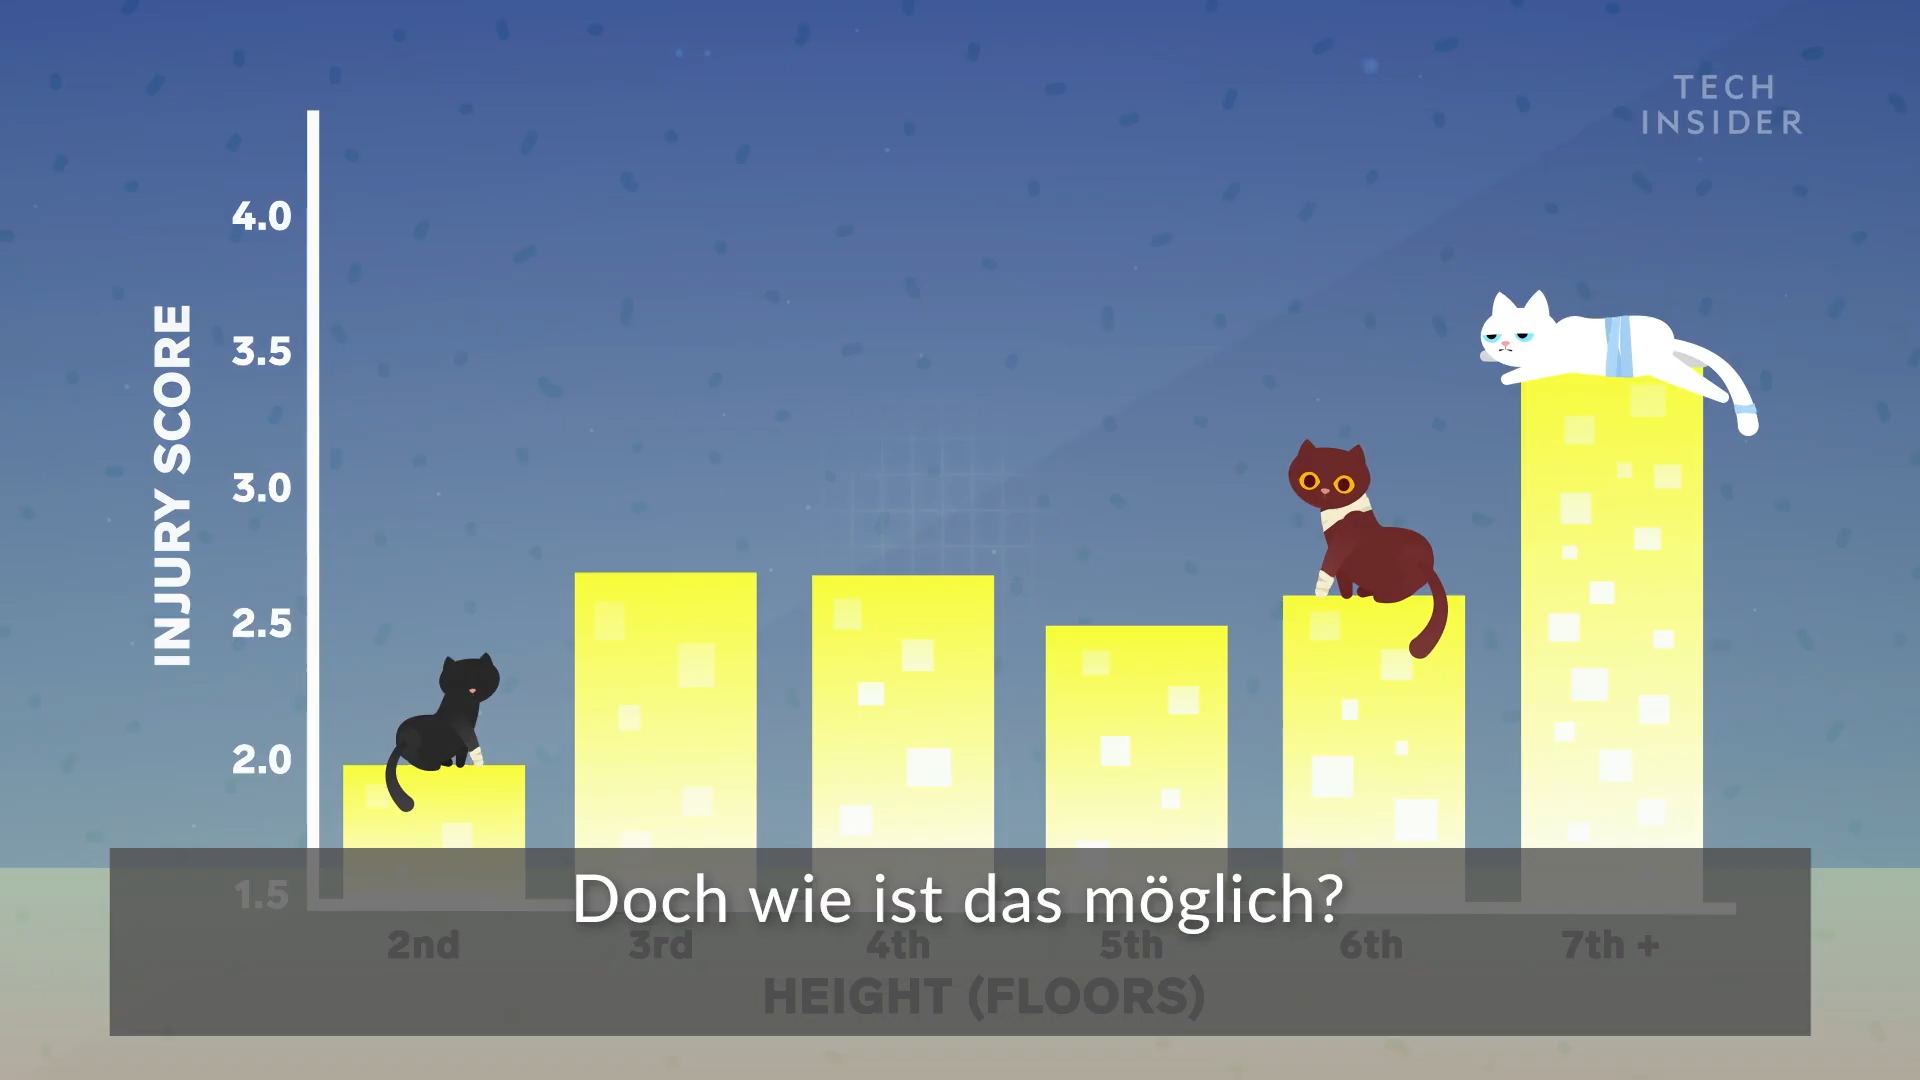 TECH
INSIDER
4.0
3.5
3.0
2.5
2.0
1.5
INJURY SCORE
Doch wie ist das möglich?
2nd 3rd 4th 5th 6th 7th +
HEIGHT (FLOORS)